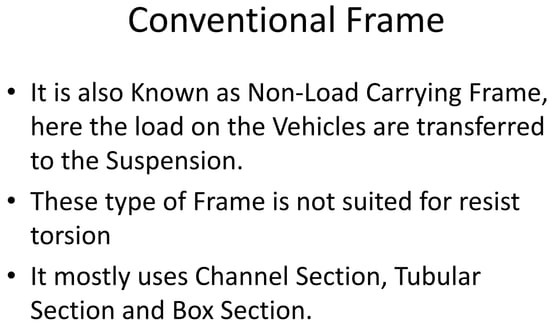 Conventional Frame
• It is also Known as Non-Load Carrying Frame,
here the load on the Vehicles are transferred
to the Suspension.
• These type of Frame is not suited for resist
torsion
• It mostly uses Channel Section, Tubular
Section and Box Section.